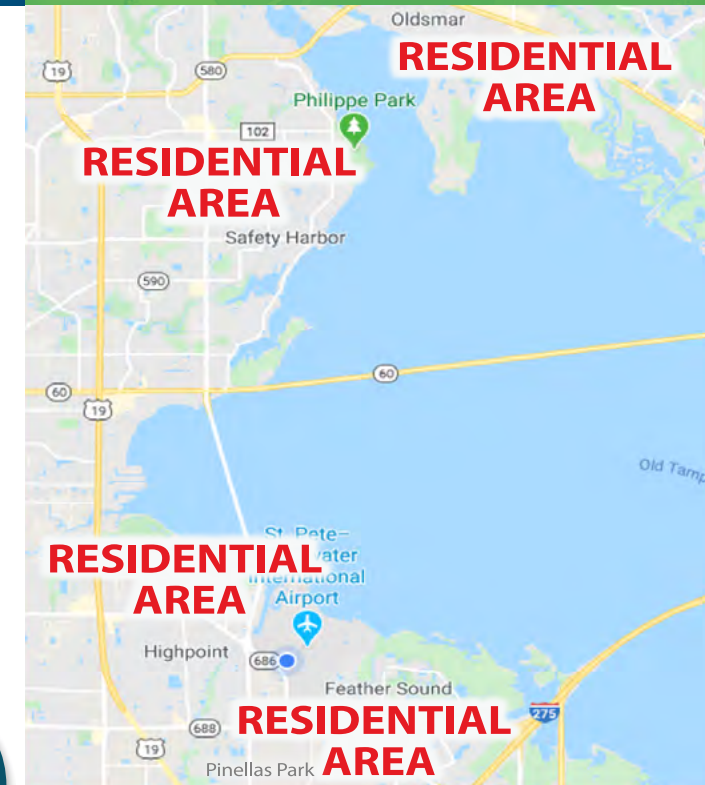 Oldsmar
RESIDENTIAL
AREA
19
580
Philippe Park
102
RESIDENTIAL
AREA
Safety Harbor
590
60
60
19
Old Tamp
St. Pete–
water
RESIDENTIAL
International
AREA
Airport
Highpoint
686
Feather Sound
RESIDENTIAL
275
688
19
Pinellas Park AREA